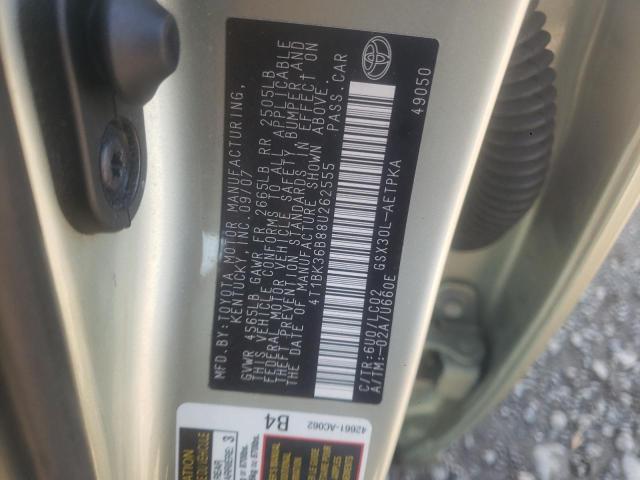 MFD. BY: TOYOTA MOTOR MANUFACTURING,
KENTUCKY, INC. 09/07
GVWR 4565LB GAWR FR 2665LB RR 2505LB
THIS VEHICLE CONFORMS TO ALL APPLICABLE
FEDERAL MOTOR VEHICLE SAFETY, BUMPER AND
THEFT PREVENTION STANDARDS IN EFFECT ON
THE DATE OF MANUFACTURE SHOWN ABOVE.
4T1BK36B88U262555 PASS.CAR
GSX30L-AETPKA
C/TR:6U0/LC02
A/TM:-02A/U660E 49050
B4
42661-AC062